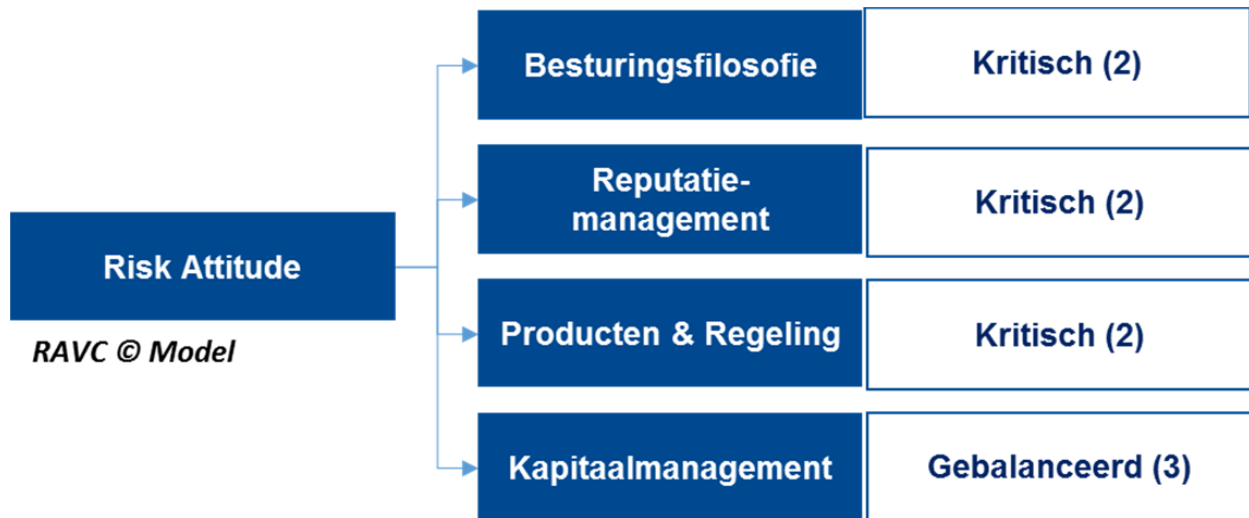 Besturingsfilosofie
Kritisch (2)
Reputatie-
management
Kritisch (2)
Risk Attitude
RAVC © Model
Producten & Regeling
Kritisch (2)
Kapitaalmanagement
Gebalanceerd (3)